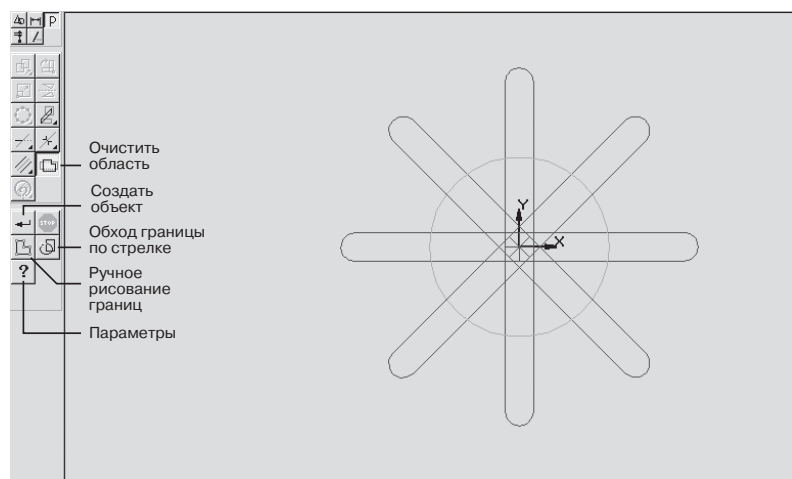 P
Очистить
область
Создать
объект
STOP
Обход границы
по стрелке
Ручное
рисование
границ
?
Параметры
Y
X